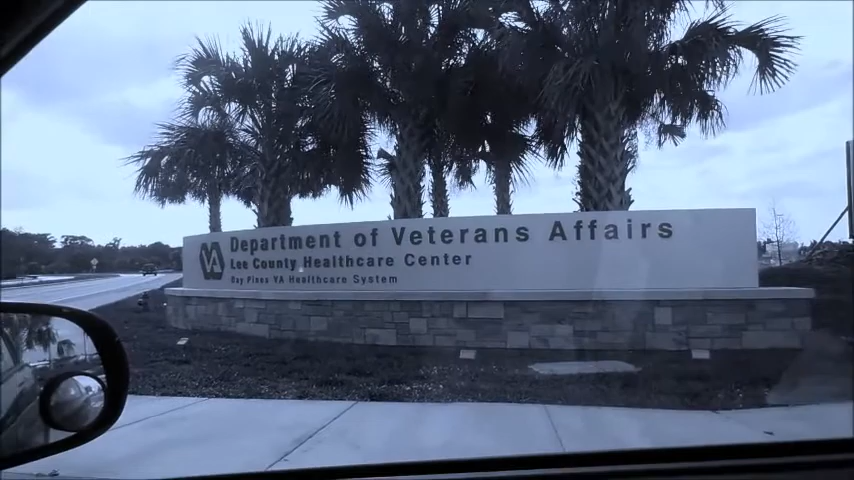 VA
Department of Veterans Affairs
Lee County Healthcare Center
Bay Pines VA Healthcare System